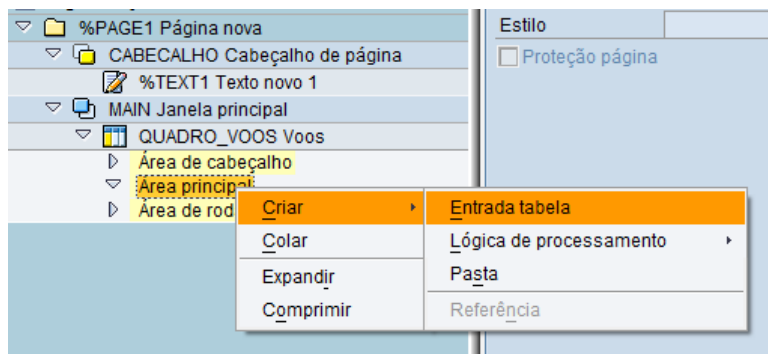 %PAGE1 Página nova
CABECALHO Cabeçalho de página
%TEXT1 Texto novo 1
MAIN Janela principal
QUADRO_VOOS Voos
Área de cabeçalho
Área principal
Área de rod
Criar
Colar
Expandir
Comprimir
Entrada tabela
Lógica de processamento
Pasta
Referência
Estilo
Proteção página